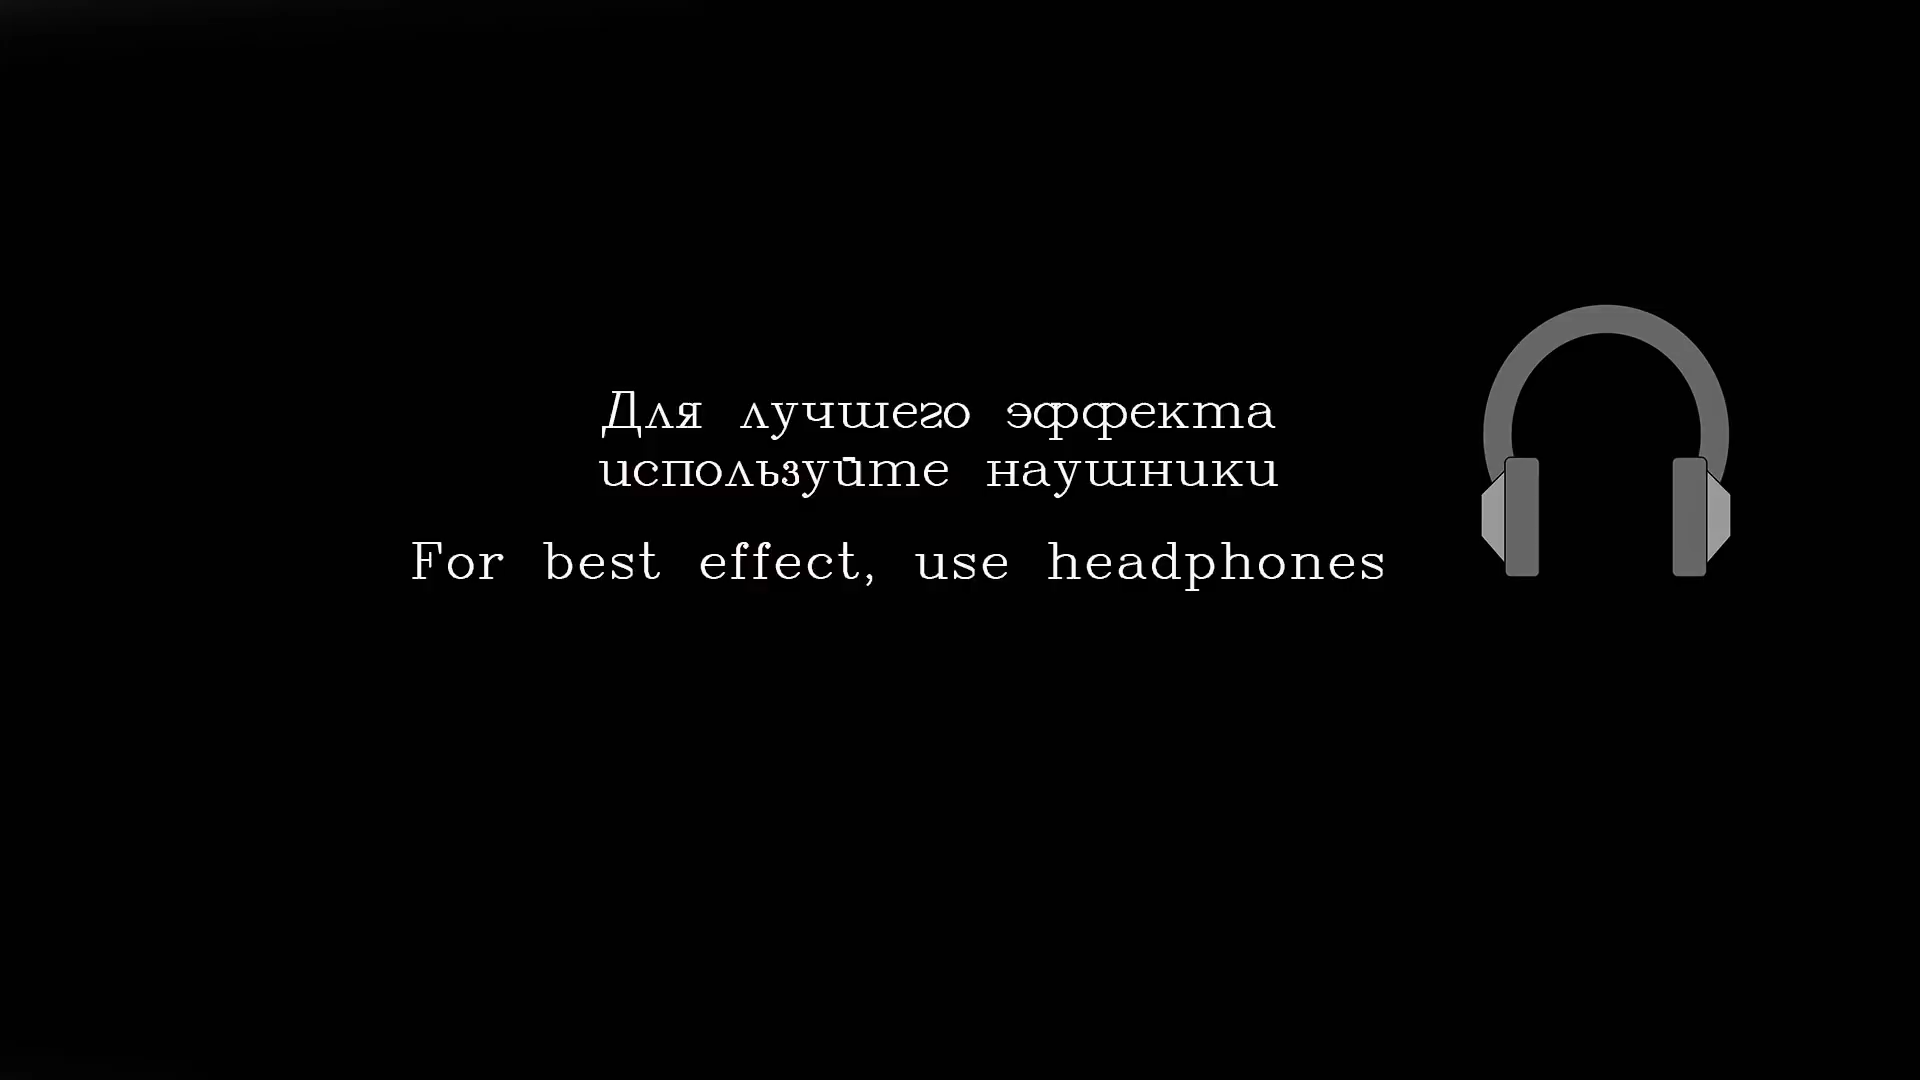 Для лучшего эффекта
используйте наушники
For best effect, use headphones